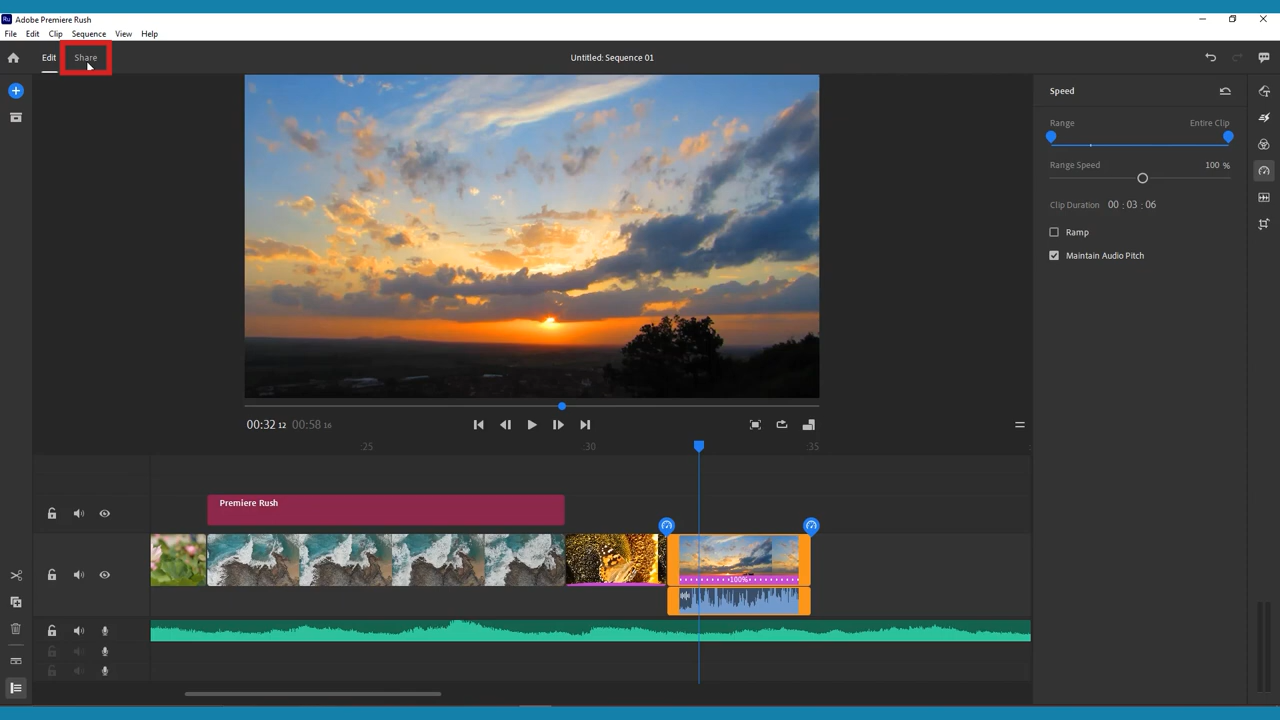 Ru Adobe Premiere Rush
File Edit Clip Sequence View Help
Edit Share Untitled: Sequence 01
Speed
Range Entire Clip
Range Speed 100 %
Clip Duration 00 : 03 : 06
Ramp
Maintain Audio Pitch
00:32 12 00:58 16
:25 :30 :35
Premiere Rush
100%